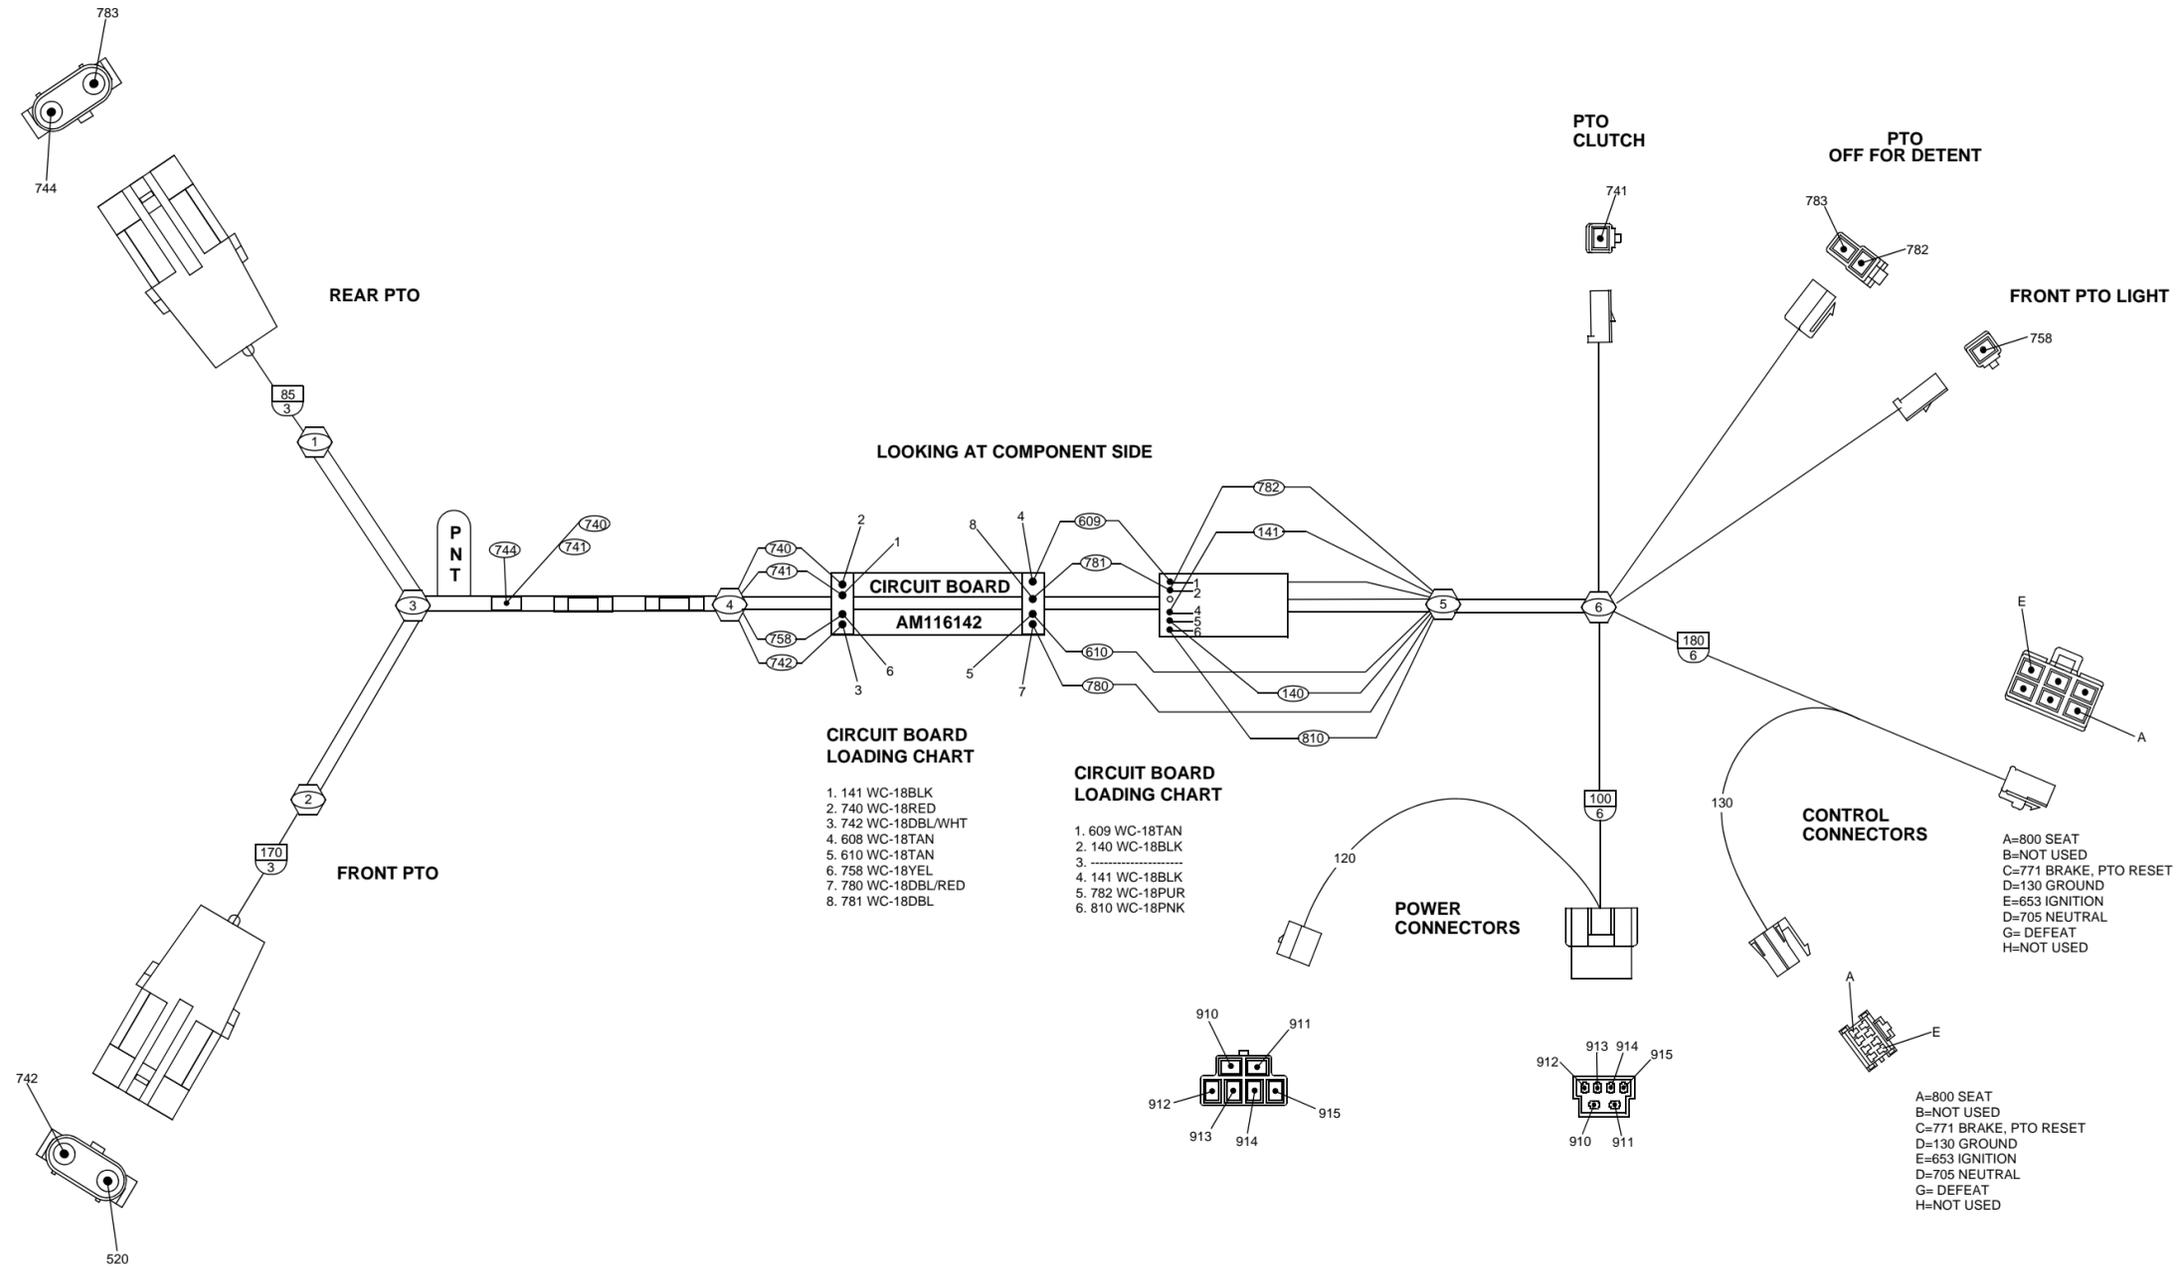 783
744
REAR PTO
85
3
1
PTO
CLUTCH
741
PTO
OFF FOR DETENT
783
782
FRONT PTO LIGHT
758
LOOKING AT COMPONENT SIDE
P
N
T
3
744
740
741
4
740
741
758
742
2
1
6
3
CIRCUIT BOARD
AM116142
8
4
5
7
609
781
610
780
782
141
140
810
1
2
4
5
6
5
6
180
6
E
A
2
170
3
FRONT PTO
742
520
CIRCUIT BOARD
LOADING CHART
1. 141 WC-18BLK
2. 740 WC-18RED
3. 742 WC-18DBL/WHT
4. 608 WC-18TAN
5. 610 WC-18TAN
6. 758 WC-18YEL
7. 780 WC-18DBL/RED
8. 781 WC-18DBL
CIRCUIT BOARD
LOADING CHART
1. 609 WC-18TAN
2. 140 WC-18BLK
3. ---------------------
4. 141 WC-18BLK
5. 782 WC-18PUR
6. 810 WC-18PNK
100
6
120
POWER
CONNECTORS
130
CONTROL
CONNECTORS
A=800 SEAT
B=NOT USED
C=771 BRAKE, PTO RESET
D=130 GROUND
E=653 IGNITION
D=705 NEUTRAL
G= DEFEAT
H=NOT USED
910
911
912
913
914
915
912
913
914
915
910
911
A
E
A=800 SEAT
B=NOT USED
C=771 BRAKE, PTO RESET
D=130 GROUND
E=653 IGNITION
D=705 NEUTRAL
G= DEFEAT
H=NOT USED